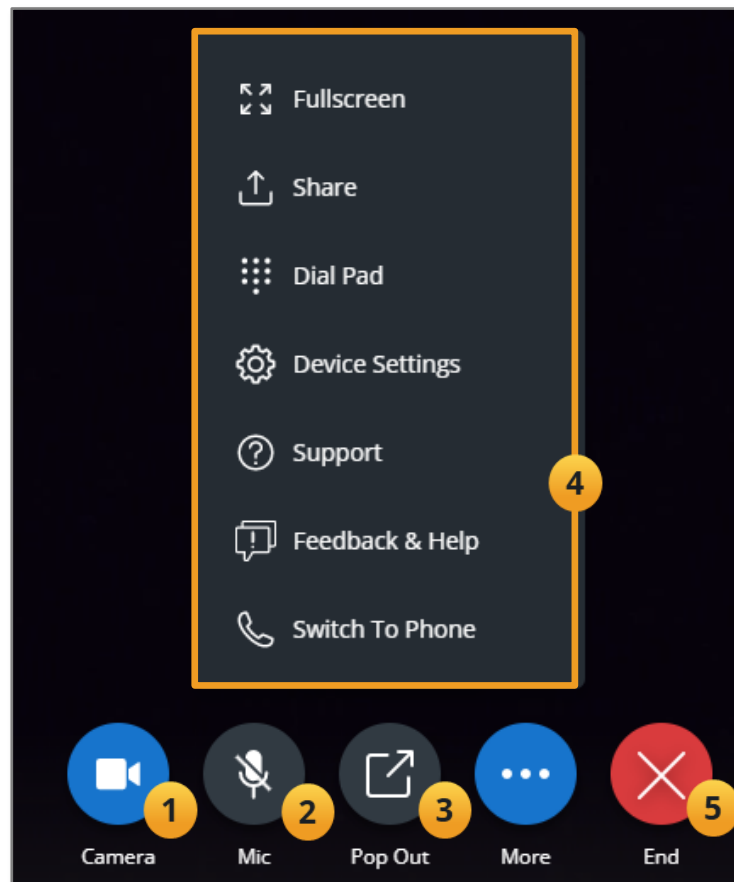 Fullscreen
Share
Dial Pad
Device Settings
Support
4
Feedback & Help
Switch To Phone
1
2
3
5
Camera
Mic
Pop Out
More
End